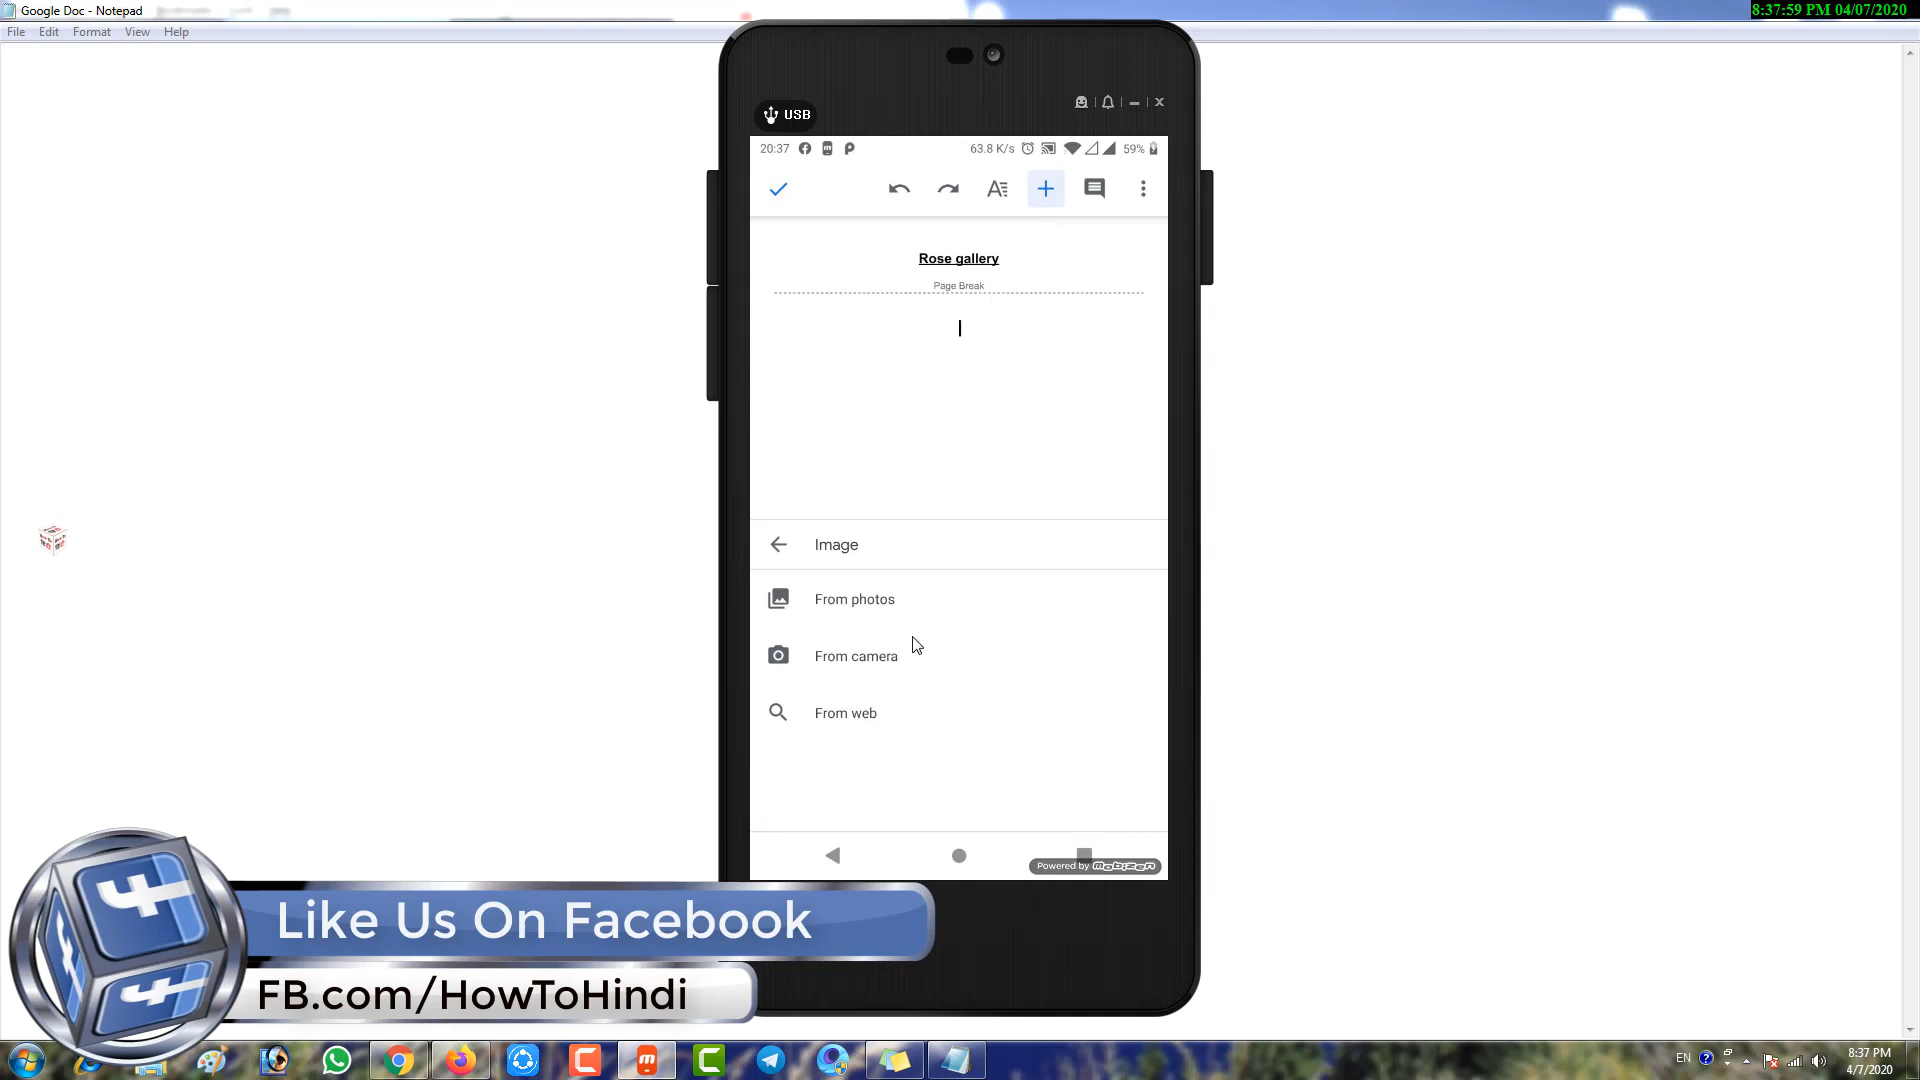 Google Doc - Notepad
8:37:59 PM 04/07/2020
File Edit Format View Help
USB
20:37 63.8 K/s 59%
Rose gallery
Page Break
Image
From photos
From camera
From web
Powered by Mobizen
Like Us On Facebook
FB.com/HowToHindi
EN
8:37 PM
4/7/2020